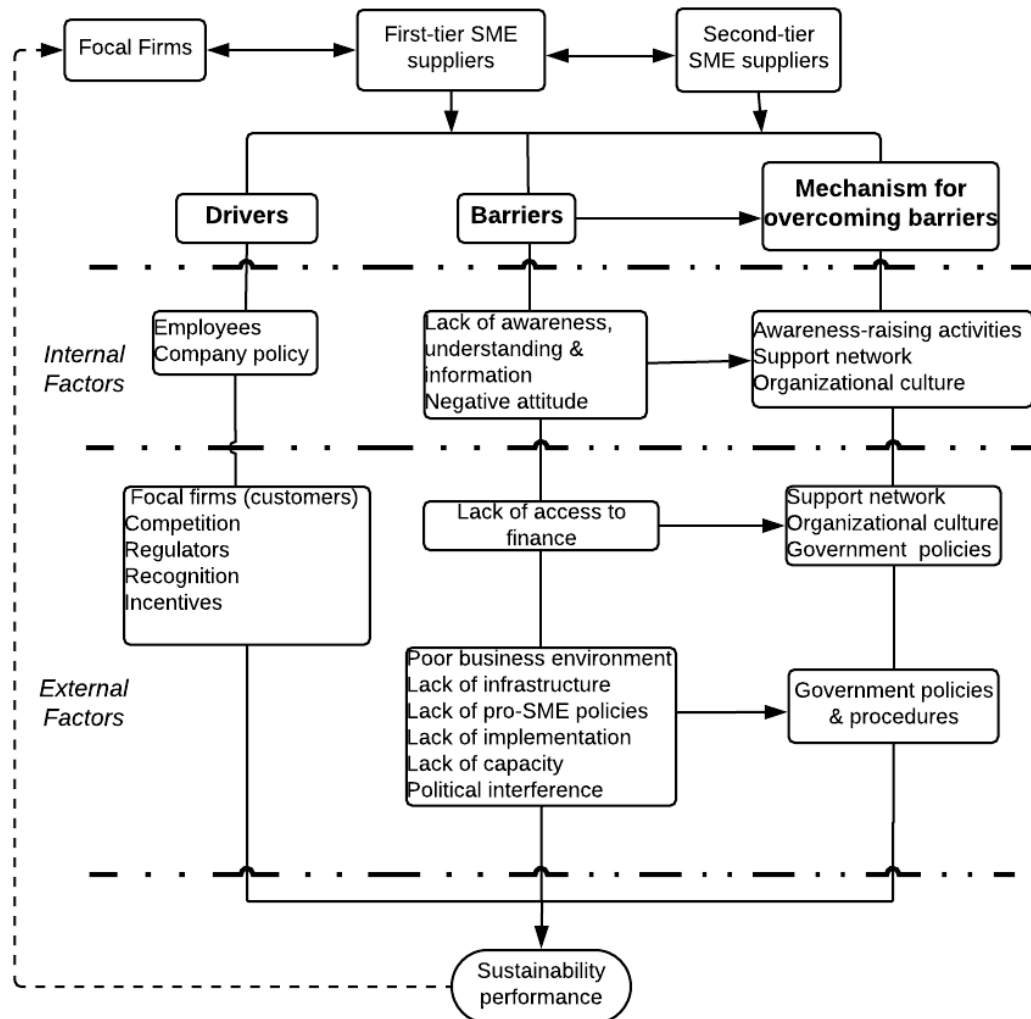 Focal Firms
First-tier SME
suppliers
Second-tier
SME suppliers
Drivers
Barriers
Mechanism for
overcoming barriers
Internal
Factors
Employees
Company policy
Lack of awareness,
understanding &
information
Negative attitude
Awareness-raising activities
Support network
Organizational culture
External
Factors
Focal firms (customers)
Competition
Regulators
Recognition
Incentives
Lack of access to
finance
Support network
Organizational culture
Government policies
Poor business environment
Lack of infrastructure
Lack of pro-SME policies
Lack of implementation
Lack of capacity
Political interference
Government policies
& procedures
Sustainability
performance